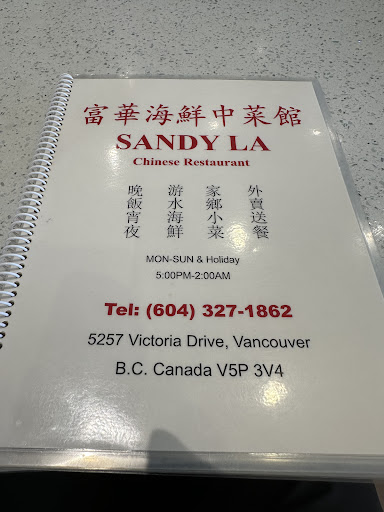 富華海鮮中菜館
SANDY LA
Chinese Restaurant
晚飯宵夜
游水海鮮
家鄉小菜
外賣送餐
MON-SUN & Holiday
5:00PM-2:00AM
Tel: (604) 327-1862
5257 Victoria Drive, Vancouver
B.C. Canada V5P 3V4